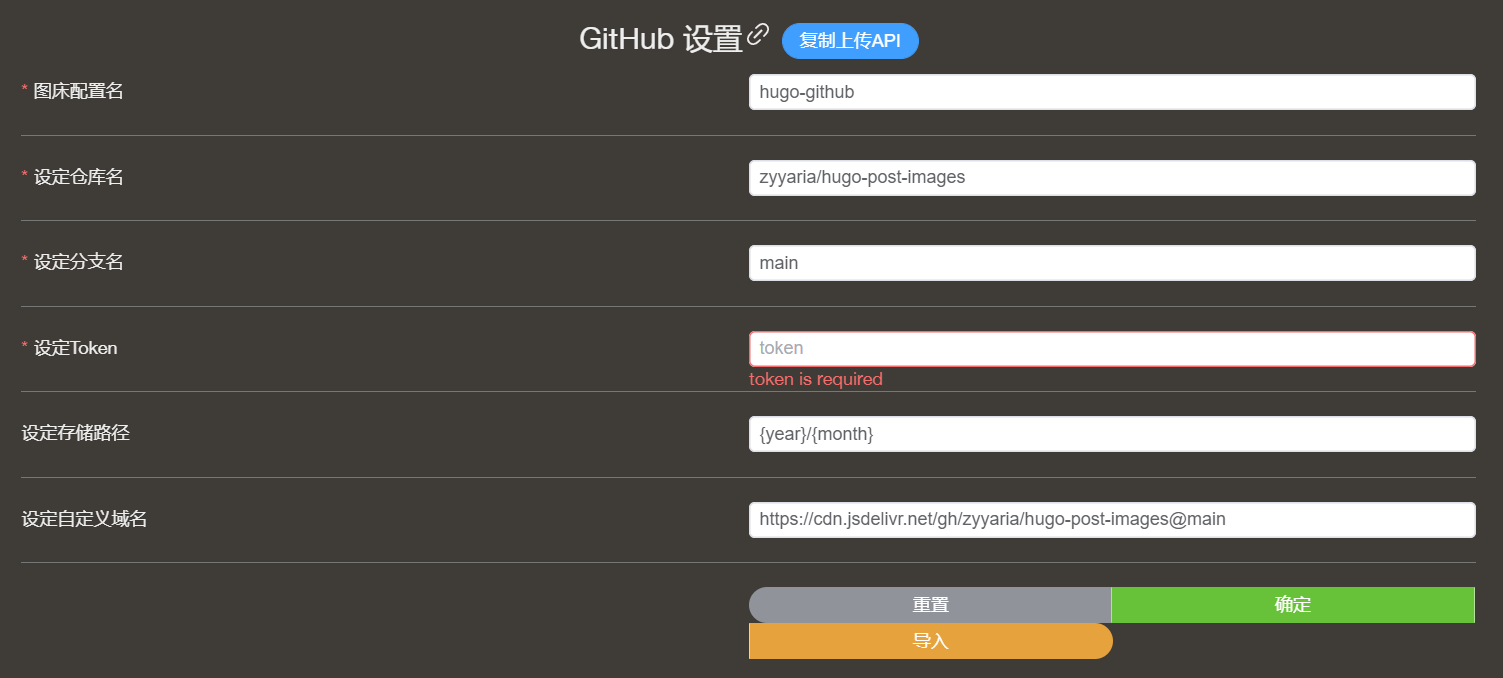 GitHub 设置 复制上传API
* 图床配置名 hugo-github
* 设定仓库名 zyyaria/hugo-post-images
* 设定分支名 main
* 设定Token token
token is required
设定存储路径 {year}/{month}
设定自定义域名 https://cdn.jsdelivr.net/gh/zyyaria/hugo-post-images@main
重置 确定
导入